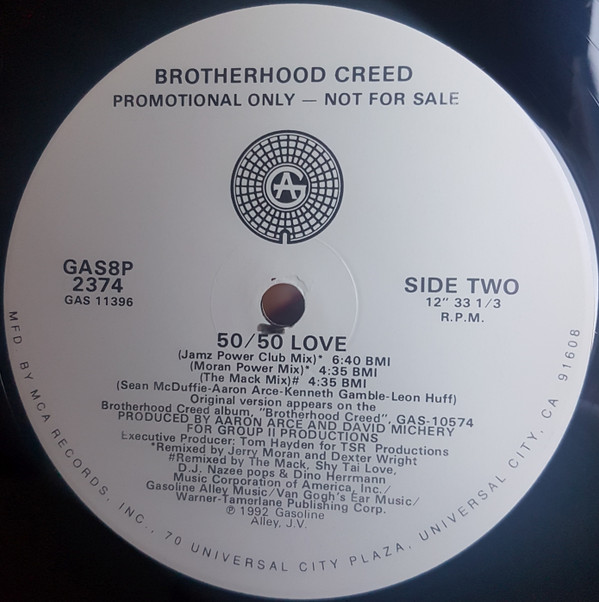 BROTHERHOOD CREED
PROMOTIONAL ONLY — NOT FOR SALE
GA
GAS8P
2374
GAS 11396
SIDE TWO
12" 33 1/3
R.P.M.
50/50 LOVE
(Jamz Power Club Mix)* 6:40 BMI
(Moran Power Mix)* 4:35 BMI
(The Mack Mix)# 4:35 BMI
(Sean McDuffie-Aaron Arce-Kenneth Gamble-Leon Huff)
Original version appears on the
Brotherhood Creed album, "Brotherhood Creed", GAS-10574
PRODUCED BY AARON ARCE AND DAVID MICHERY
FOR GROUP II PRODUCTIONS
Executive Producer: Tom Hayden for TSR Productions
*Remixed by Jerry Moran and Dexter Wright
#Remixed by The Mack, Shy Tai Love,
D.J. Nazee pops & Dino Herrmann
Music Corporation of America, Inc./
Gasoline Alley Music/Van Gogh's Ear Music/
Warner-Tamorlane Publishing Corp.
℗ 1992 Gasoline
Alley, J.V.
MFD. BY MCA RECORDS, INC., 70 UNIVERSAL CITY PLAZA, UNIVERSAL CITY, CA 91608